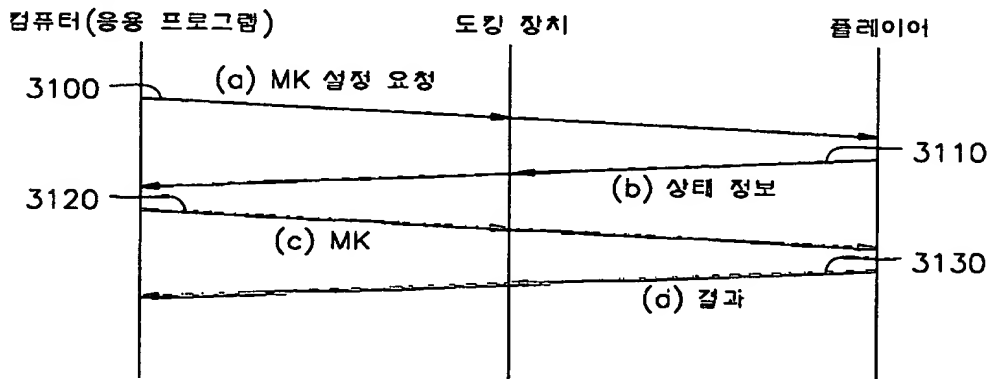 컴퓨터(응용 프로그램) 도킹 장치 플레이어
(a) MK 설정 요청
3100
3110
(b) 상태 정보
3120
(c) MK
3130
(d) 결과